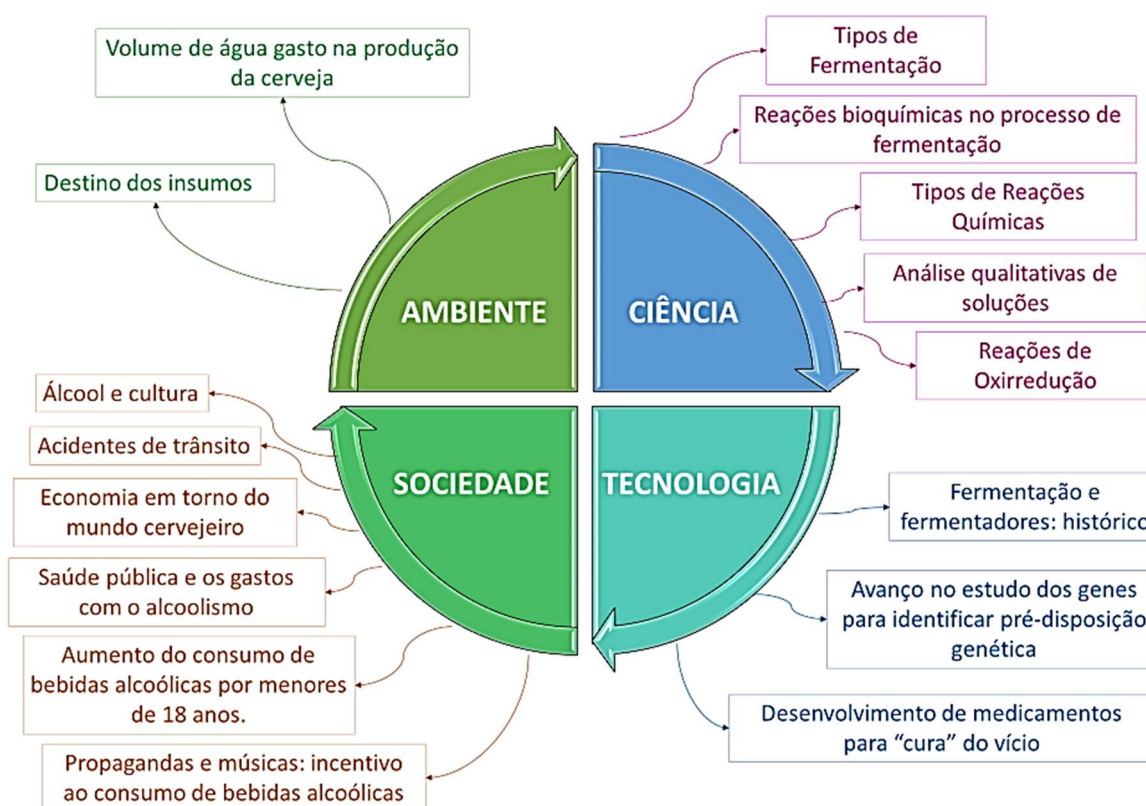 Volume de água gasto na produção
da cerveja
Destino dos insumos
AMBIENTE
Tipos de
Fermentação
Reações bioquímicas no processo de
fermentação
Tipos de Reações
Químicas
Análise qualitativas de
soluções
Reações de
Oxirredução
CIÊNCIA
Álcool e cultura
Acidentes de trânsito
Economia em torno do
mundo cervejeiro
Saúde pública e os gastos
com o alcoolismo
Aumento do consumo de
bebidas alcoólicas por menores
de 18 anos.
Propagandas e músicas: incentivo
ao consumo de bebidas alcoólicas
SOCIEDADE
TECNOLOGIA
Fermentação e
fermentadores: histórico
Avanço no estudo dos genes
para identificar pré-disposição
genética
Desenvolvimento de medicamentos
para “cura” do vício